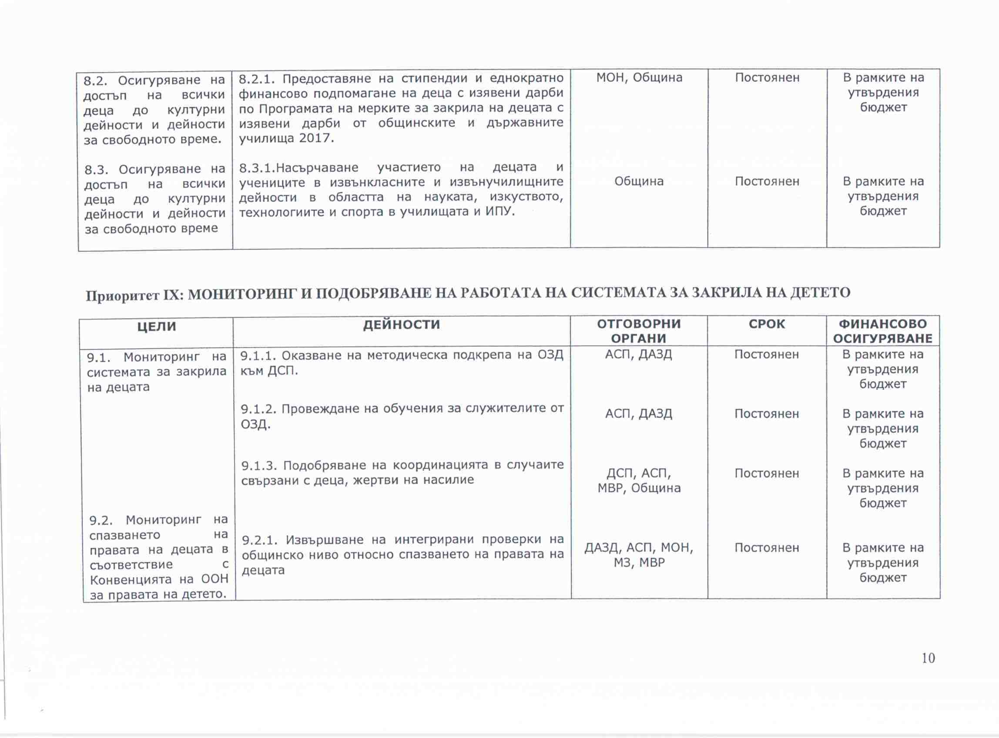 8.2. Осигуряване на
достъп на всички
деца до културни
дейности и дейности
за свободното време.
8.2.1. Предоставяне на стипендии и еднократно
финансово подпомагане на деца с изявени дарби
по Програмата на мерките за закрила на децата с
изявени дарби от общинските и държавните
училища 2017.
МОН, Община
Постоянен
В рамките на
утвърдения
бюджет
8.3. Осигуряване на
достъп на всички
деца до културни
дейности и дейности
за свободното време
8.3.1.Насърчаване участието на децата и
учениците в извънкласните и извънучилищните
дейности в областта на науката, изкуството,
технологиите и спорта в училищата и ИПУ.
Община
Постоянен
В рамките на
утвърдения
бюджет
Приоритет IX: МОНИТОРИНГ И ПОДОБРЯВАНЕ НА РАБОТАТА НА СИСТЕМАТА ЗА ЗАКРИЛА НА ДЕТЕТО
ЦЕЛИ
ДЕЙНОСТИ
ОТГОВОРНИ
ОРГАНИ
СРОК
ФИНАНСОВО
ОСИГУРЯВАНЕ
9.1. Мониторинг на
системата за закрила
на децата
9.1.1. Оказване на методическа подкрепа на ОЗД
към ДСП.
АСП, ДАЗД
Постоянен
В рамките на
утвърдения
бюджет
9.1.2. Провеждане на обучения за служителите от
ОЗД.
АСП, ДАЗД
Постоянен
В рамките на
утвърдения
бюджет
9.1.3. Подобряване на координацията в случаите
свързани с деца, жертви на насилие
ДСП, АСП,
МВР, Община
Постоянен
В рамките на
утвърдения
бюджет
9.2. Мониторинг на
спазването на
правата на децата в
съответствие с
Конвенцията на ООН
за правата на детето.
9.2.1. Извършване на интегрирани проверки на
общинско ниво относно спазването на правата на
децата
ДАЗД, АСП, МОН,
МЗ, МВР
Постоянен
В рамките на
утвърдения
бюджет
10